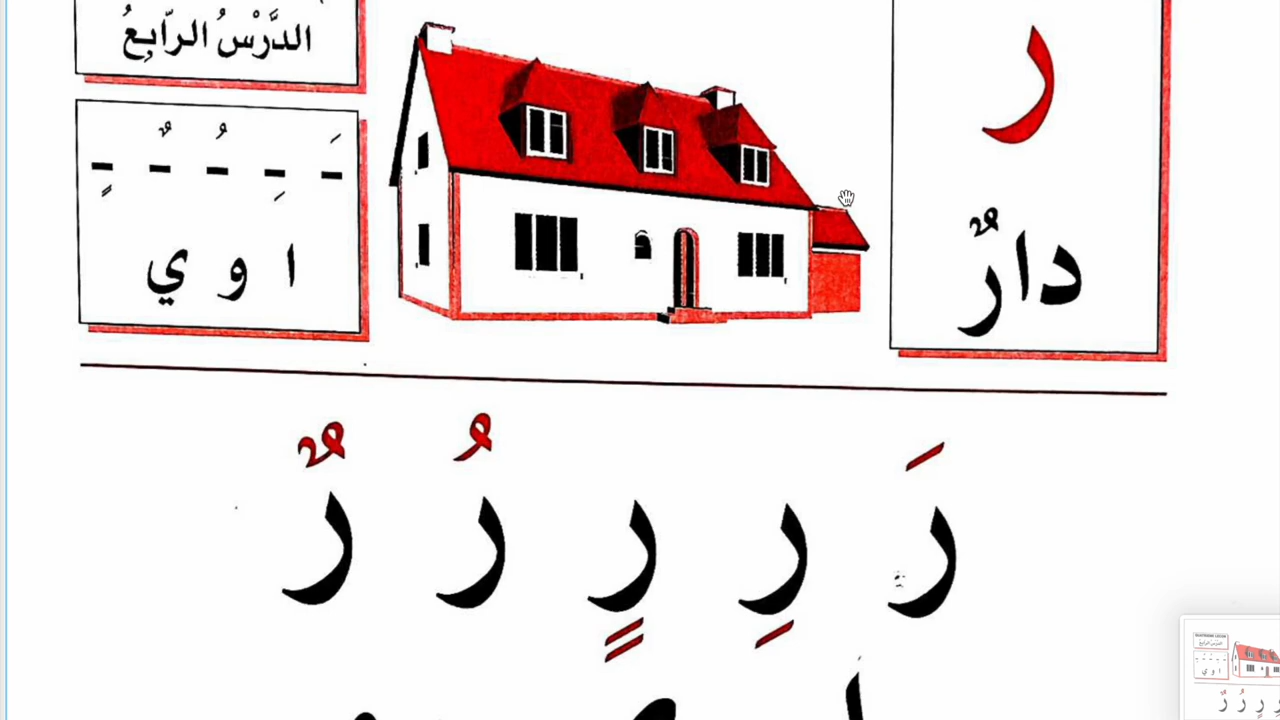 الدَّرْسُ الرّابِعُ
ـَ ـِ ـُ ـٌ ـٍ
ا و ي
ر
دارٌ
رَ رِ رٍ رُ رٌ